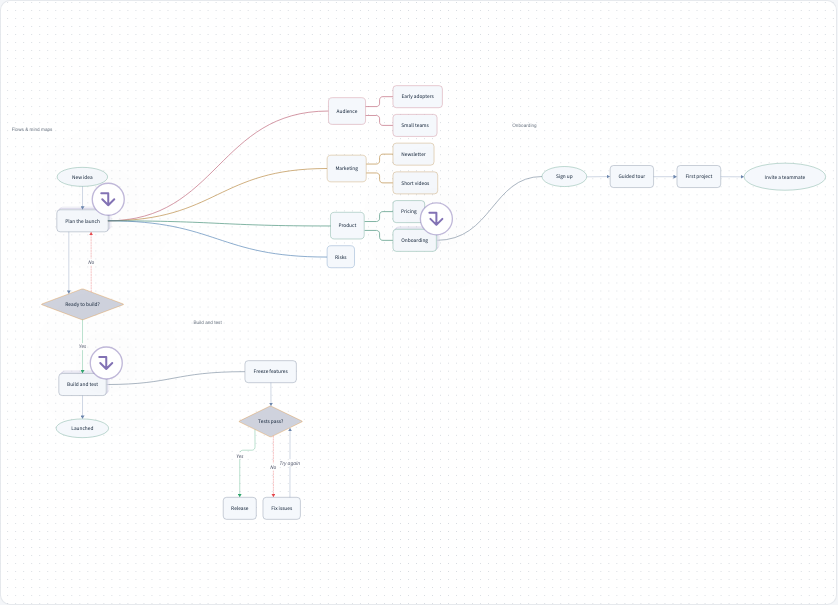 Flows & mind maps
New idea
Plan the launch
No
Ready to build?
Yes
Build and test
Launched
Audience
Early adopters
Small teams
Marketing
Newsletter
Short videos
Product
Pricing
Onboarding
Risks
Onboarding
Sign up
Guided tour
First project
Invite a teammate
Build and test
Freeze features
Tests pass?
Yes
No
Try again
Release
Fix issues